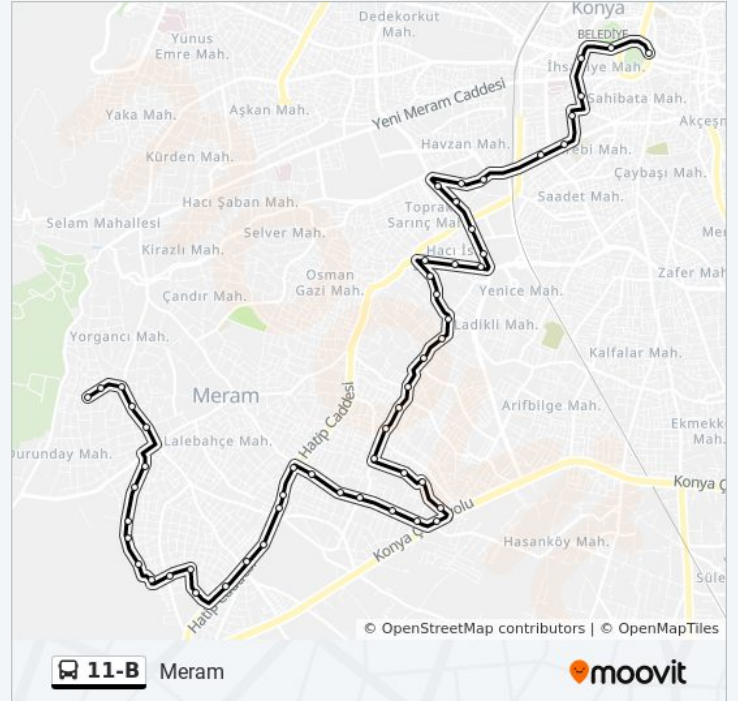 Konya
Dedekorkut
Mah.
BELEDİYE
Yunus
Emre Mah.
İhsaniye Mah.
Sahibata Mah.
Yeni Meram Caddesi
Yaka Mah.
Aşkan Mah.
Havzan Mah.
Kürden Mah.
Çaybaşı Mah.
Hacı Şaban Mah.
Saadet Mah.
Selam Mahallesi
Selver Mah.
Kirazlı Mah.
Osman
Gazi Mah.
Zafer Mah
Çandır Mah.
Yenice Mah.
Ladikli Mah.
Yorgancı Mah.
Kalfalar Mah.
Meram
Arifbilge Mah.
Hatip Caddesi
Lalebahçe Mah.
Mah.
Durunday Mah.
Konya Ç
Hasanköy Mah.
© OpenStreetMap contributors | © OpenMapTiles
11-B Meram
moovit